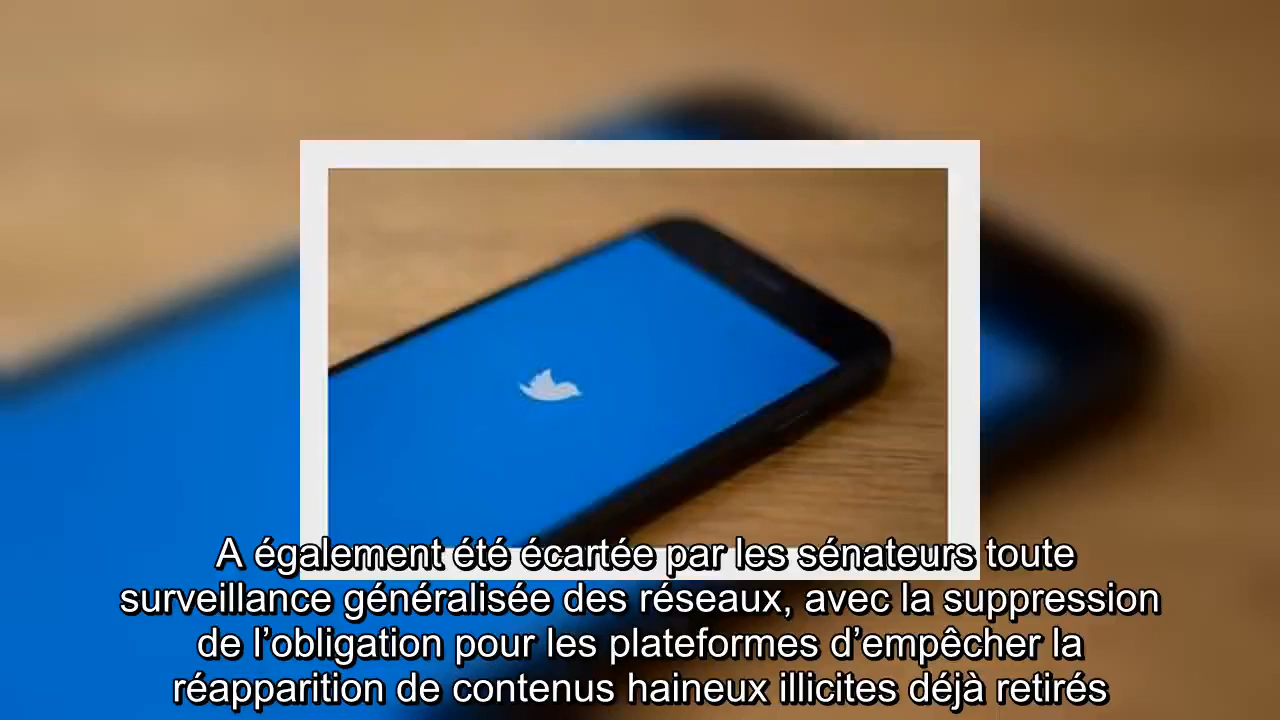 A également été écartée par les sénateurs toute
surveillance généralisée des réseaux, avec la suppression
de l’obligation pour les plateformes d’empêcher la
réapparition de contenus haineux illicites déjà retirés